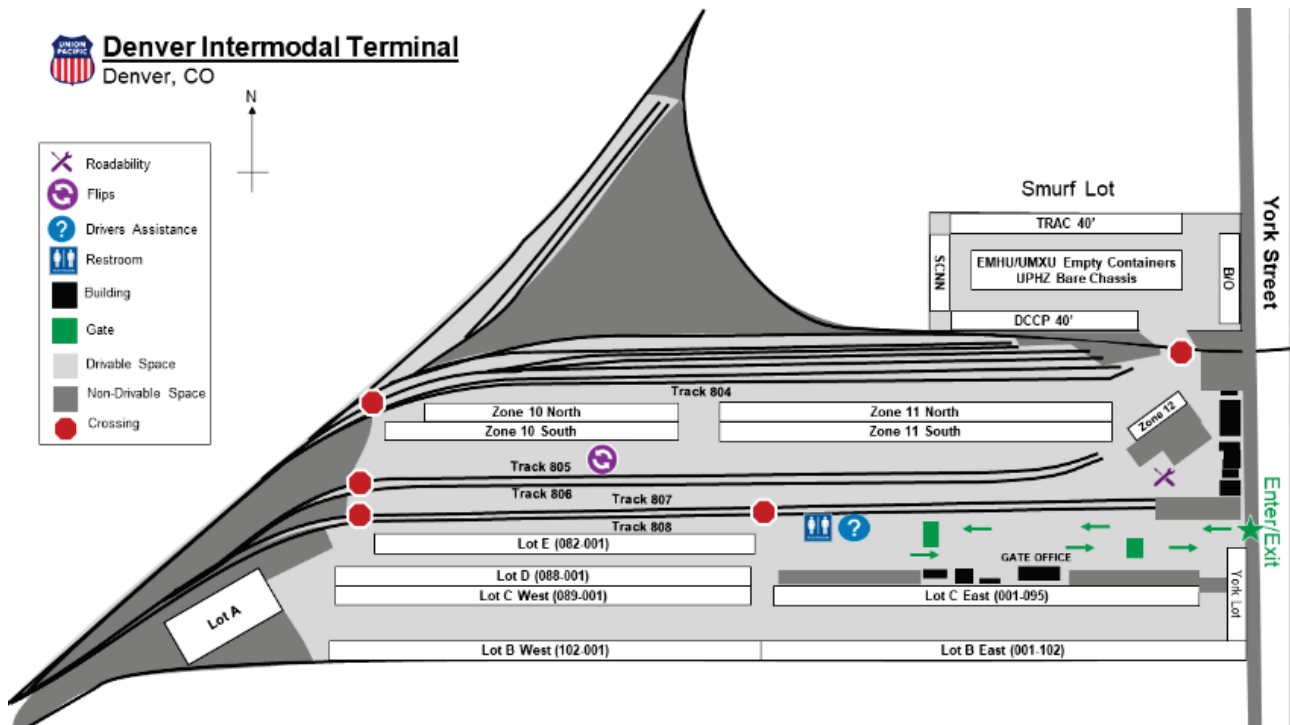 UNION
PACIFIC
Denver Intermodal Terminal
Denver, CO
N
Roadability
Flips
Drivers Assistance
Restroom
Building
Gate
Drivable Space
Non-Drivable Space
Crossing
Smurf Lot
TRAC 40'
SCNN
EMHU/UMXU Empty Containers
UPHZ Bare Chassis
B/O
DCCP 40'
York Street
Track 804
Zone 10 North
Zone 11 North
Zone 10 South
Zone 11 South
Zone 12
Track 805
Track 806
Track 807
Track 808
Enter/Exit
Lot E (082-001)
GATE OFFICE
Lot D (088-001)
Lot C West (089-001)
Lot C East (001-095)
York Lot
Lot A
Lot B West (102-001)
Lot B East (001-102)